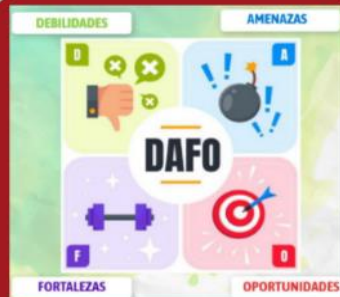 DEBILIDADES
AMENAZAS
D
A
DAFO
F
O
FORTALEZAS
OPORTUNIDADES